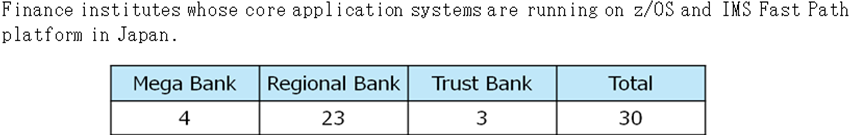 Finance institutes whose core application systems are running on z/OS and IMS Fast Path
platform in Japan.
Mega Bank Regional Bank Trust Bank Total
4 23 3 30